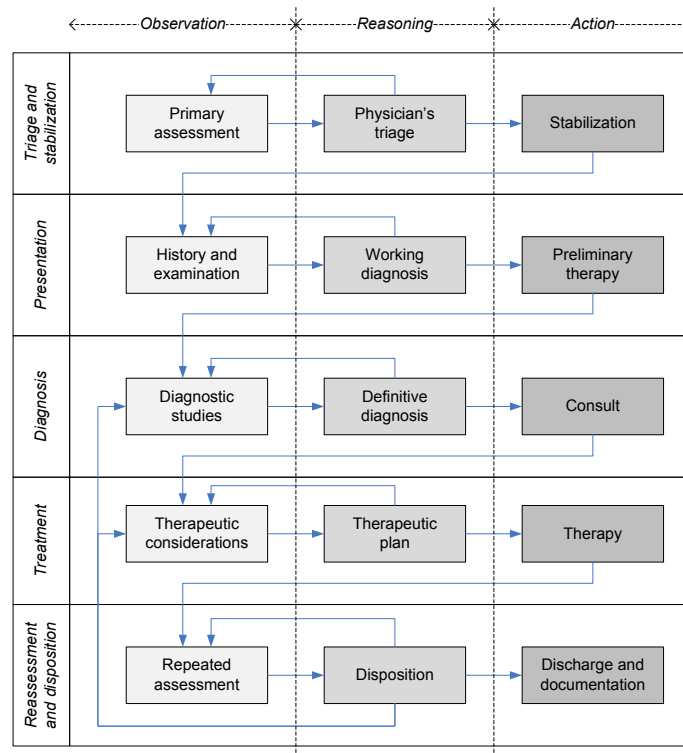 Observation
Reasoning
Action
Triage and
stabilization
Primary
assessment
Physician's
triage
Stabilization
Presentation
History and
examination
Working
diagnosis
Preliminary
therapy
Diagnosis
Diagnostic
studies
Definitive
diagnosis
Consult
Treatment
Therapeutic
considerations
Therapeutic
plan
Therapy
Reassessment
and disposition
Repeated
assessment
Disposition
Discharge and
documentation